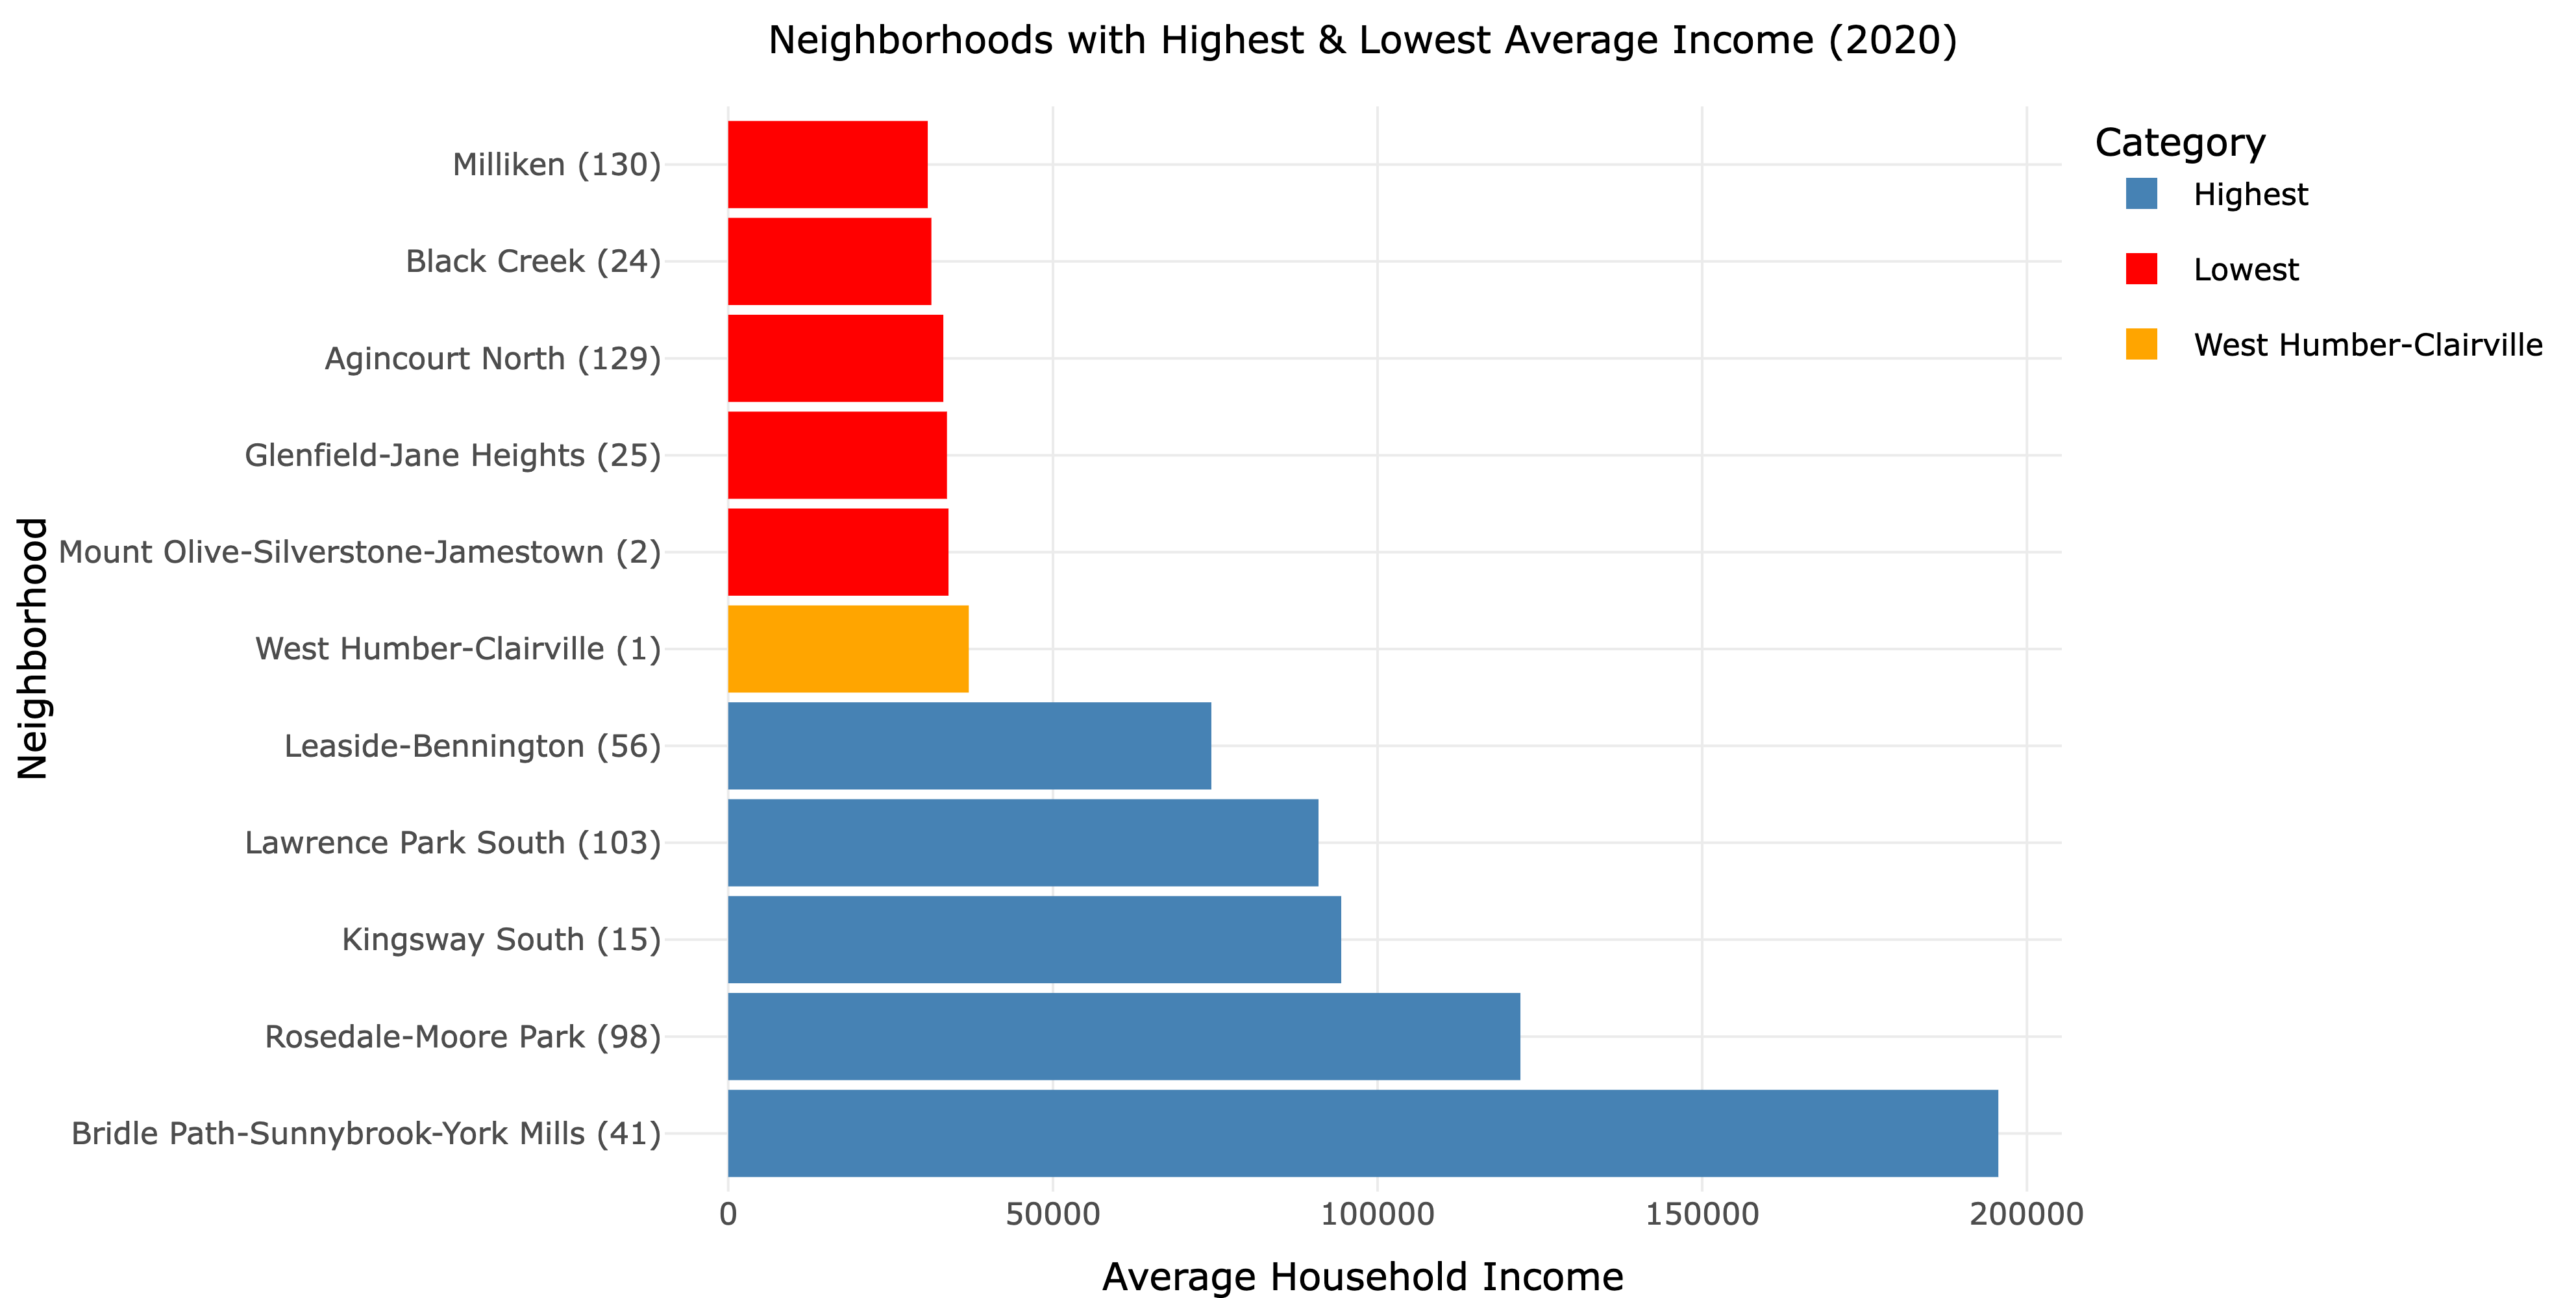 Neighborhoods with Highest & Lowest Average Income (2020)
Category
Highest
Lowest
West Humber-Clairville
Neighborhood
Milliken (130)
Black Creek (24)
Agincourt North (129)
Glenfield-Jane Heights (25)
Mount Olive-Silverstone-Jamestown (2)
West Humber-Clairville (1)
Leaside-Bennington (56)
Lawrence Park South (103)
Kingsway South (15)
Rosedale-Moore Park (98)
Bridle Path-Sunnybrook-York Mills (41)
0 50000 100000 150000 200000
Average Household Income